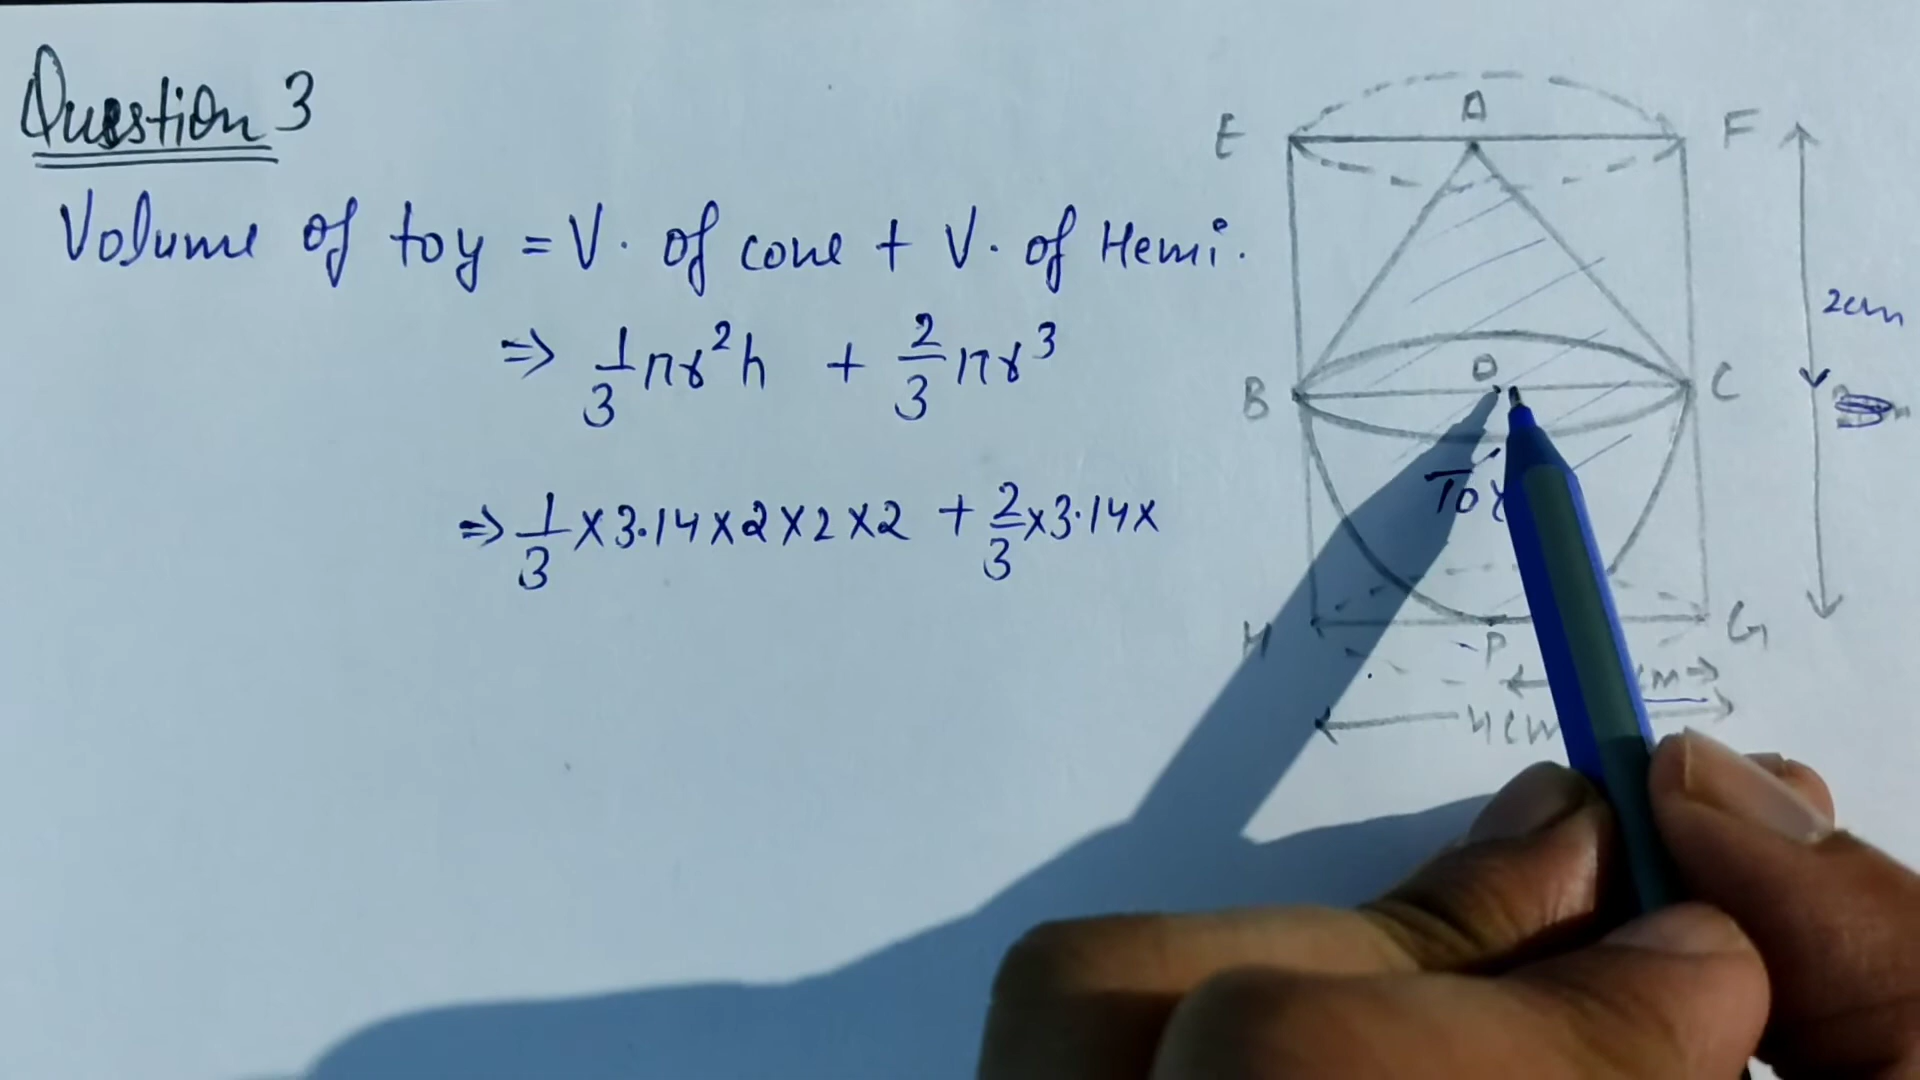 Question 3
Volume of toy = V. of cone + V. of Hemi.
⇒ 1/3 πr²h + 2/3 πr³
⇒ 1/3 × 3.14 × 2 × 2 × 2 + 2/3 × 3.14 ×
E A F
2cm
B O C
Toy
H P G
cm
4cm